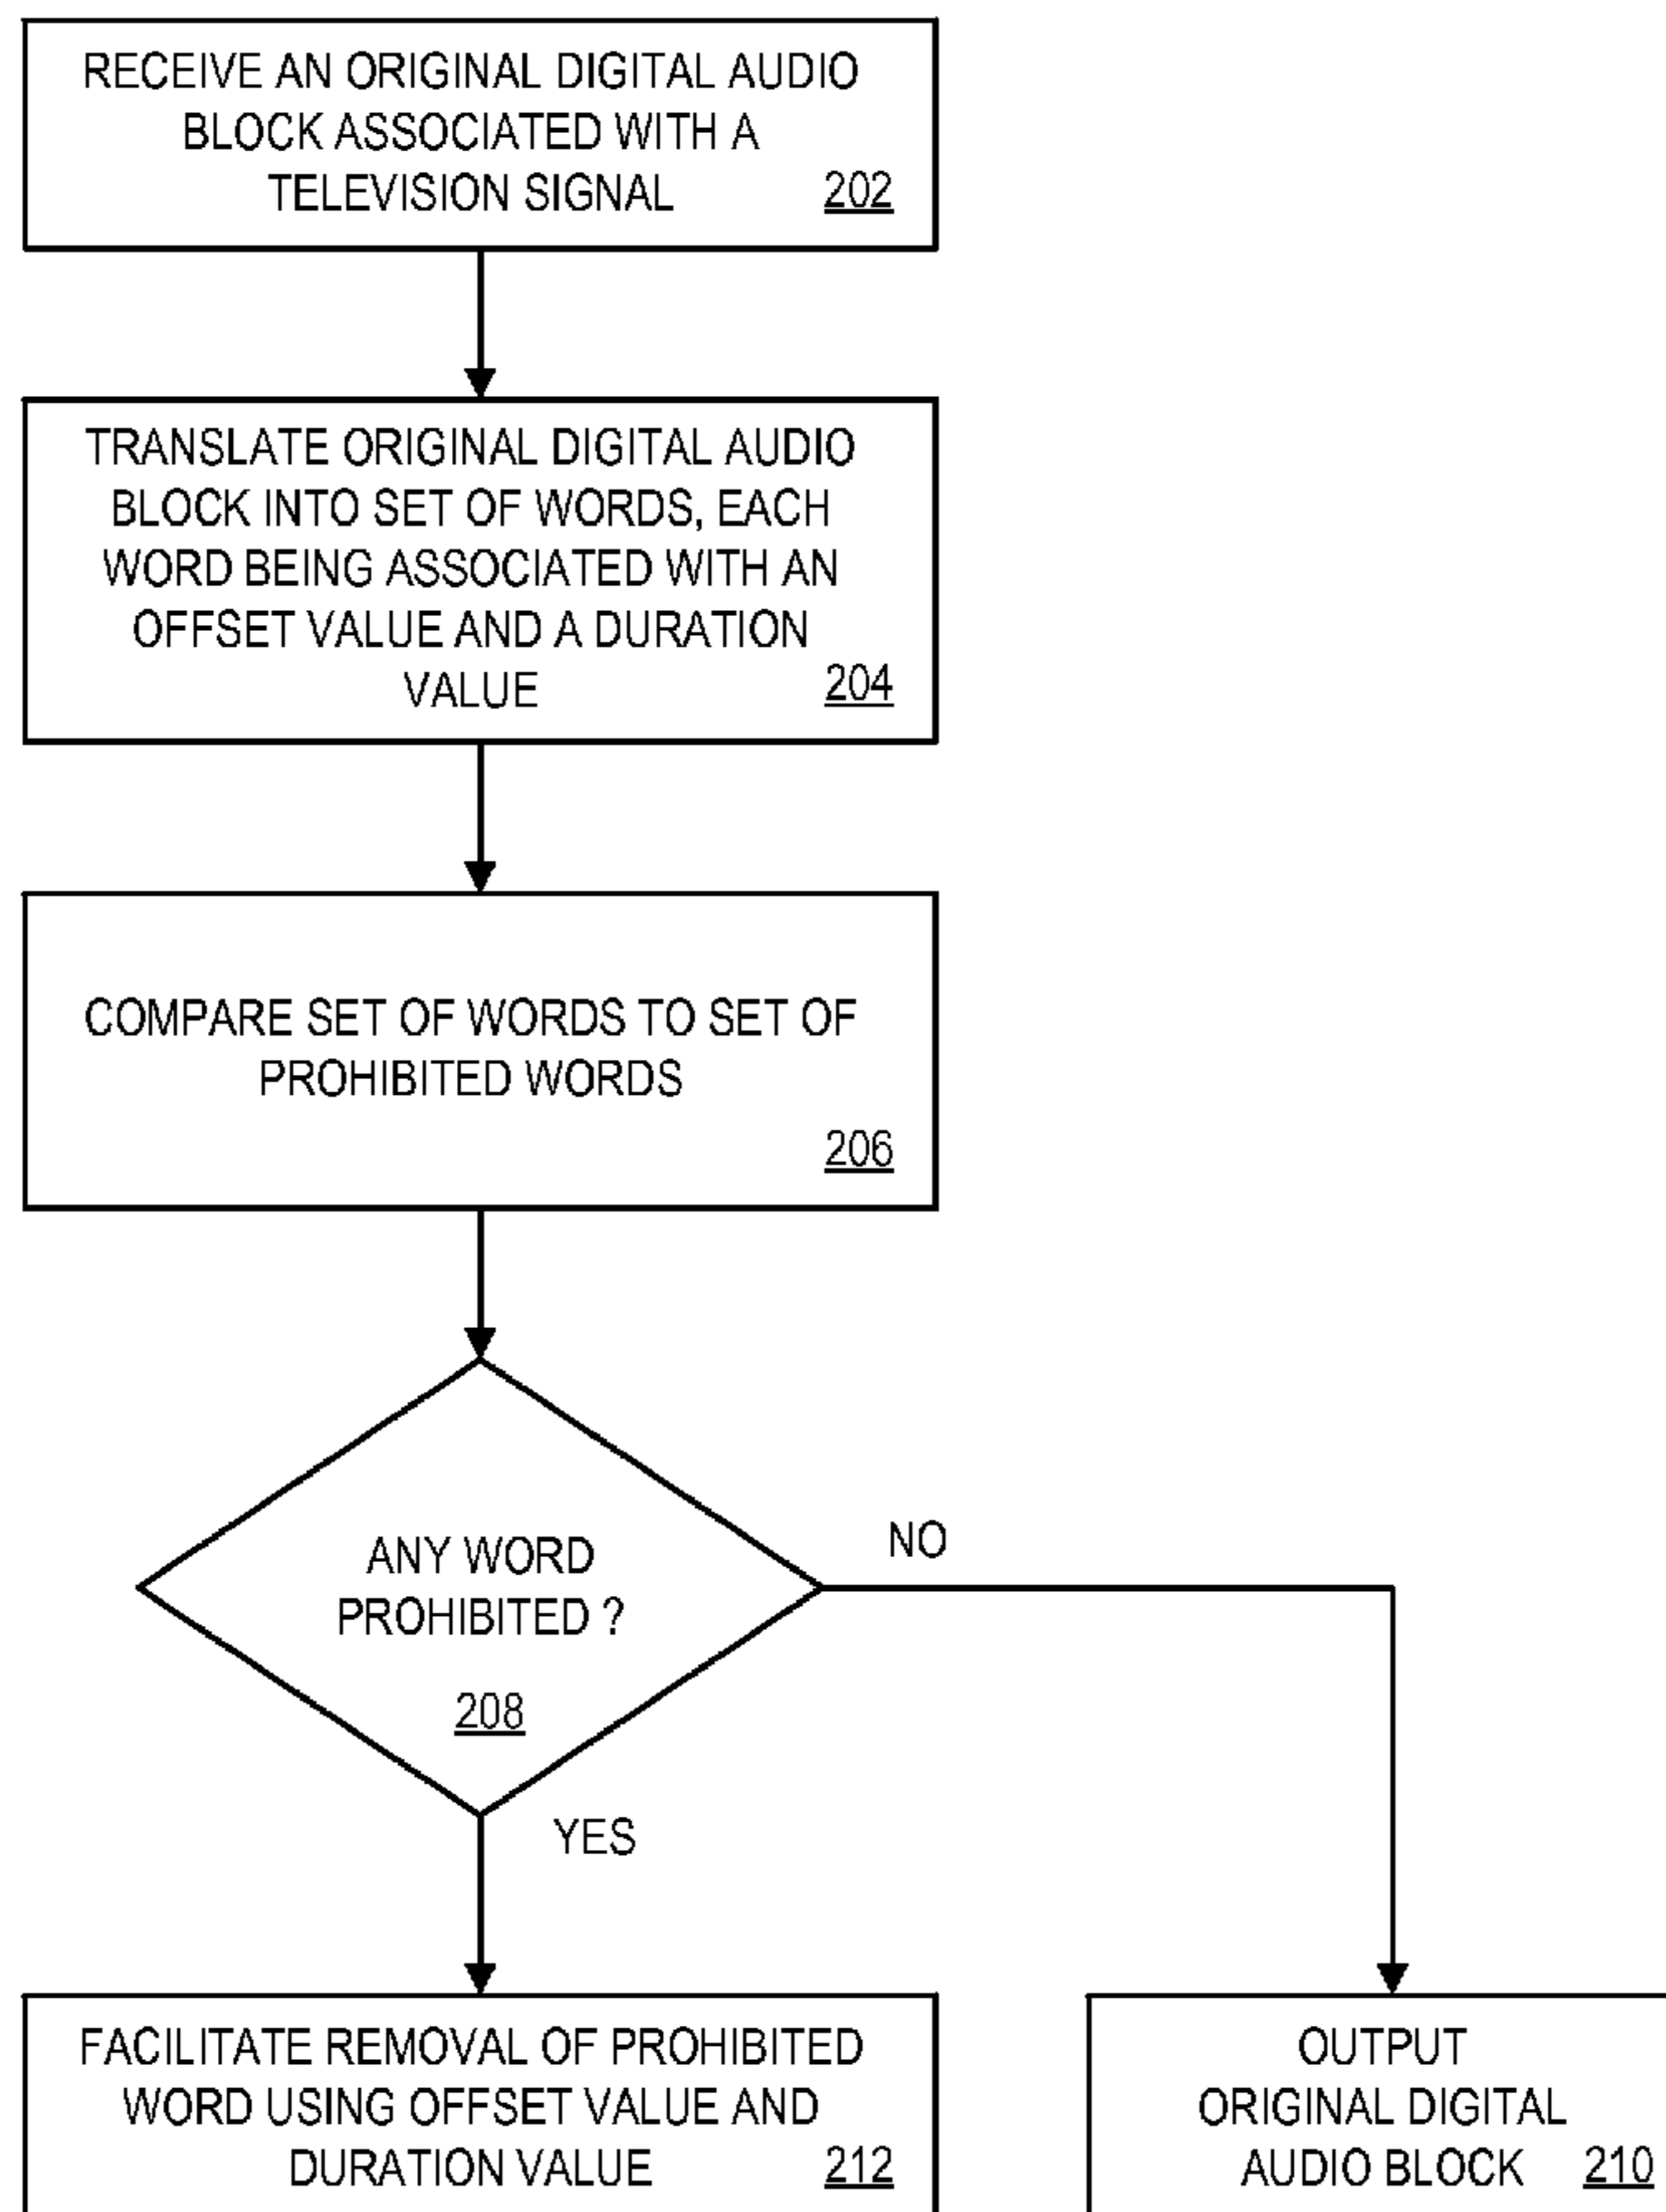 RECEIVE AN ORIGINAL DIGITAL AUDIO
BLOCK ASSOCIATED WITH A
TELEVISION SIGNAL 202
TRANSLATE ORIGINAL DIGITAL AUDIO
BLOCK INTO SET OF WORDS, EACH
WORD BEING ASSOCIATED WITH AN
OFFSET VALUE AND A DURATION
VALUE 204
COMPARE SET OF WORDS TO SET OF
PROHIBITED WORDS
206
ANY WORD
PROHIBITED ?
208
NO
YES
FACILITATE REMOVAL OF PROHIBITED
WORD USING OFFSET VALUE AND
DURATION VALUE 212
OUTPUT
ORIGINAL DIGITAL
AUDIO BLOCK 210